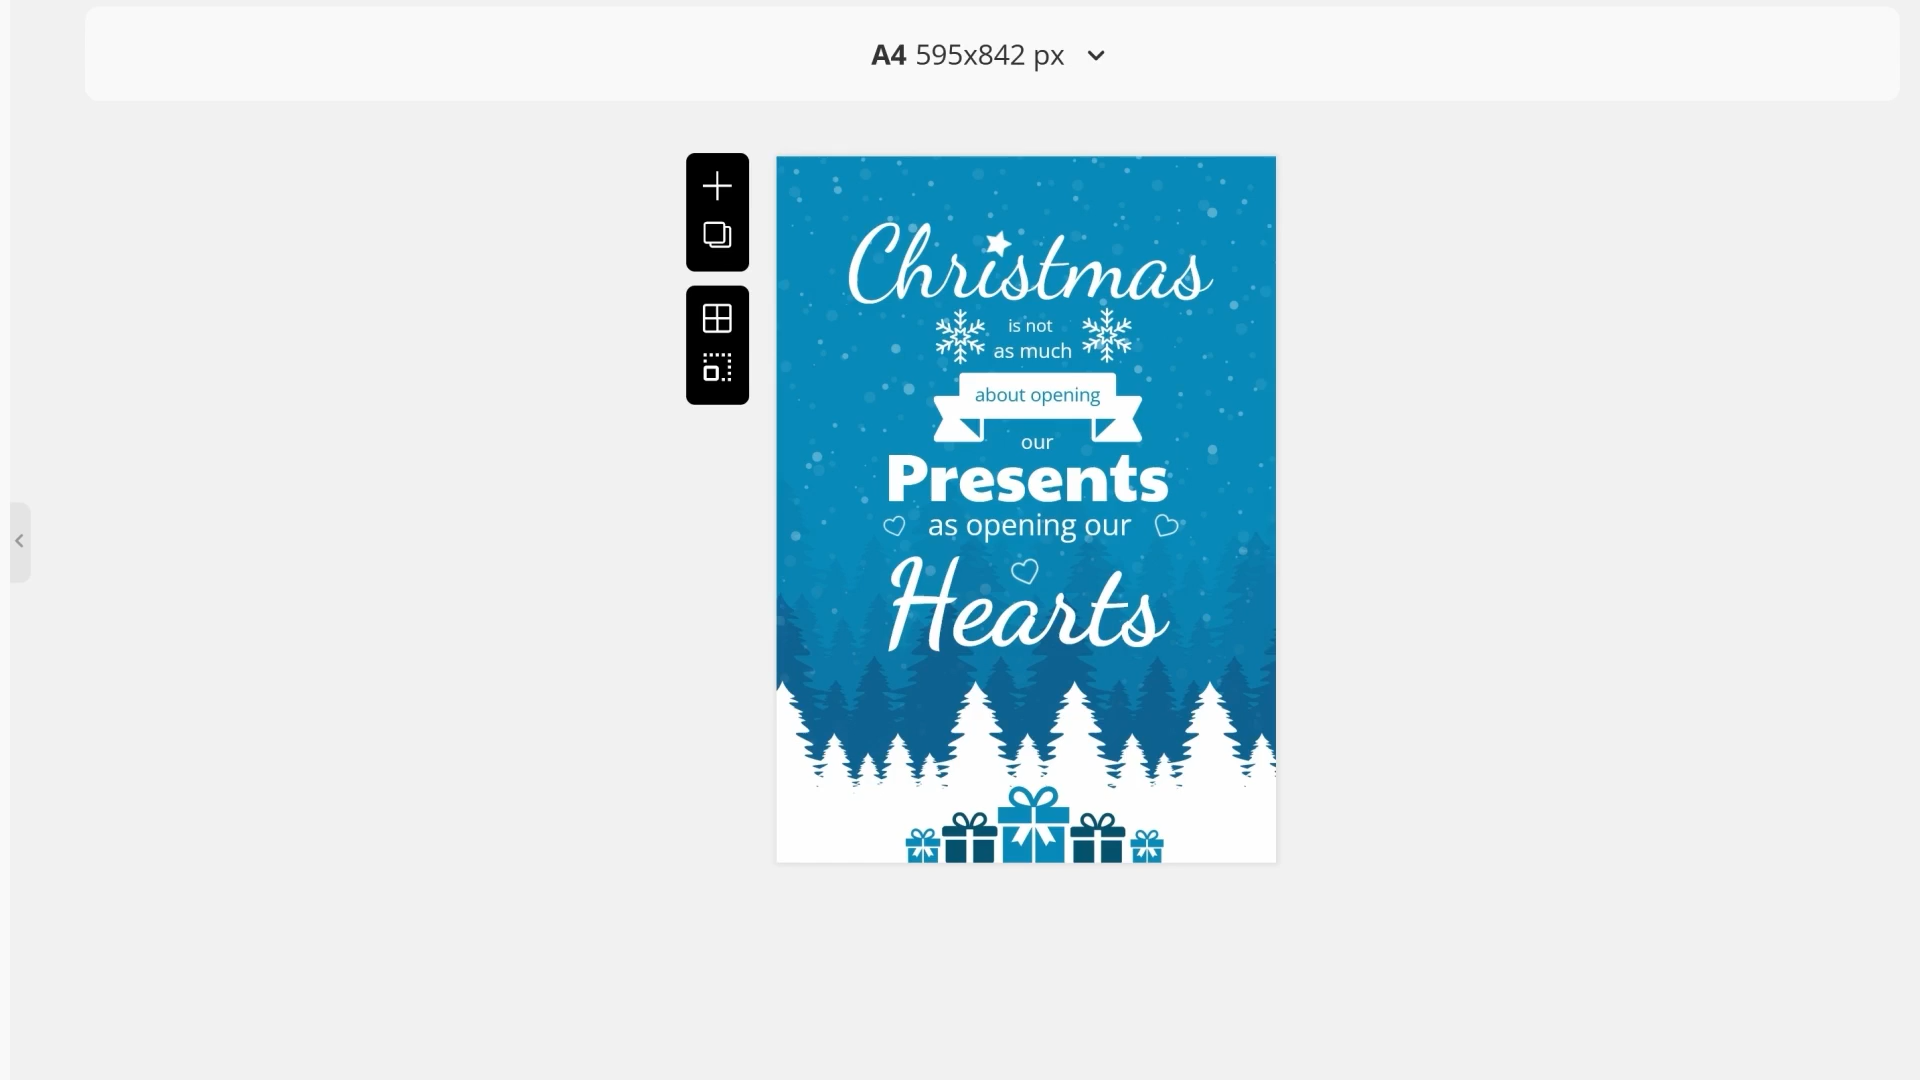 A4 595x842 px
Christmas
is not
as much
about opening
our
Presents
as opening our
Hearts